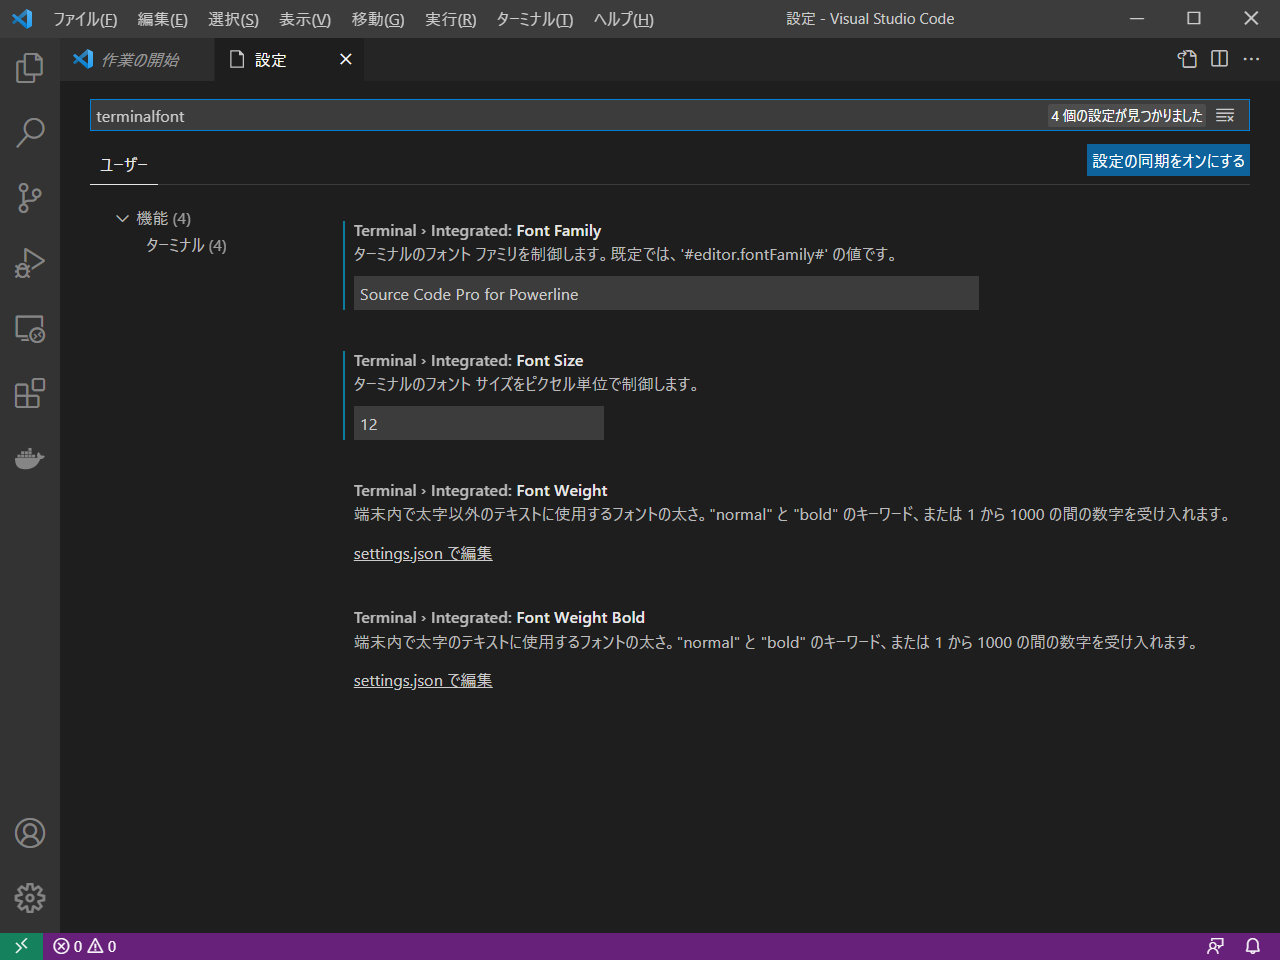 ファイル(F) 編集(E) 選択(S) 表示(V) 移動(G) 実行(R) ターミナル(T) ヘルプ(H) 設定 - Visual Studio Code
作業の開始 設定
terminalfont 4 個の設定が見つかりました
ユーザー 設定の同期をオンにする
機能 (4)
ターミナル (4)
Terminal › Integrated: Font Family
ターミナルのフォント ファミリを制御します。既定では、'#editor.fontFamily#' の値です。
Source Code Pro for Powerline
Terminal › Integrated: Font Size
ターミナルのフォント サイズをピクセル単位で制御します。
12
Terminal › Integrated: Font Weight
端末内で太字以外のテキストに使用するフォントの太さ。"normal" と "bold" のキーワード、または 1 から 1000 の間の数字を受け入れます。
settings.json で編集
Terminal › Integrated: Font Weight Bold
端末内で太字のテキストに使用するフォントの太さ。"normal" と "bold" のキーワード、または 1 から 1000 の間の数字を受け入れます。
settings.json で編集
0 0